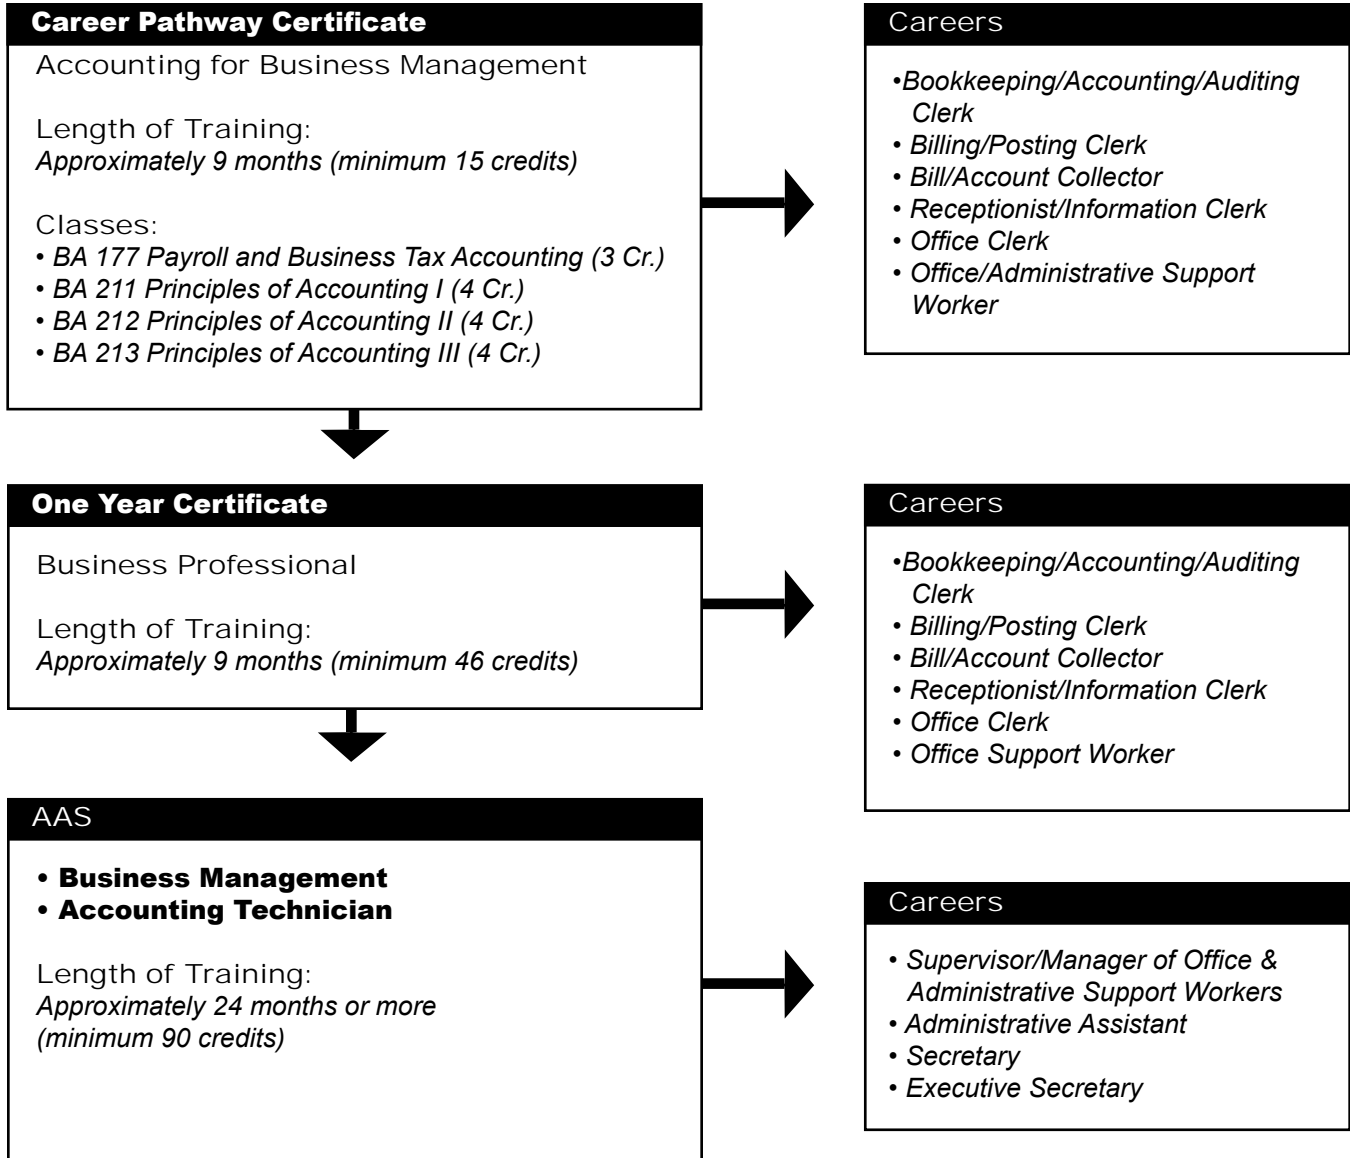 Career Pathway Certificate
Accounting for Business Management
Length of Training:
Approximately 9 months (minimum 15 credits)
Classes:
• BA 177 Payroll and Business Tax Accounting (3 Cr.)
• BA 211 Principles of Accounting I (4 Cr.)
• BA 212 Principles of Accounting II (4 Cr.)
• BA 213 Principles of Accounting III (4 Cr.)
Careers
•Bookkeeping/Accounting/Auditing
Clerk
• Billing/Posting Clerk
• Bill/Account Collector
• Receptionist/Information Clerk
• Office Clerk
• Office/Administrative Support
Worker
One Year Certificate
Business Professional
Length of Training:
Approximately 9 months (minimum 46 credits)
Careers
•Bookkeeping/Accounting/Auditing
Clerk
• Billing/Posting Clerk
• Bill/Account Collector
• Receptionist/Information Clerk
• Office Clerk
• Office Support Worker
AAS
• Business Management
• Accounting Technician
Length of Training:
Approximately 24 months or more
(minimum 90 credits)
Careers
• Supervisor/Manager of Office &
Administrative Support Workers
• Administrative Assistant
• Secretary
• Executive Secretary